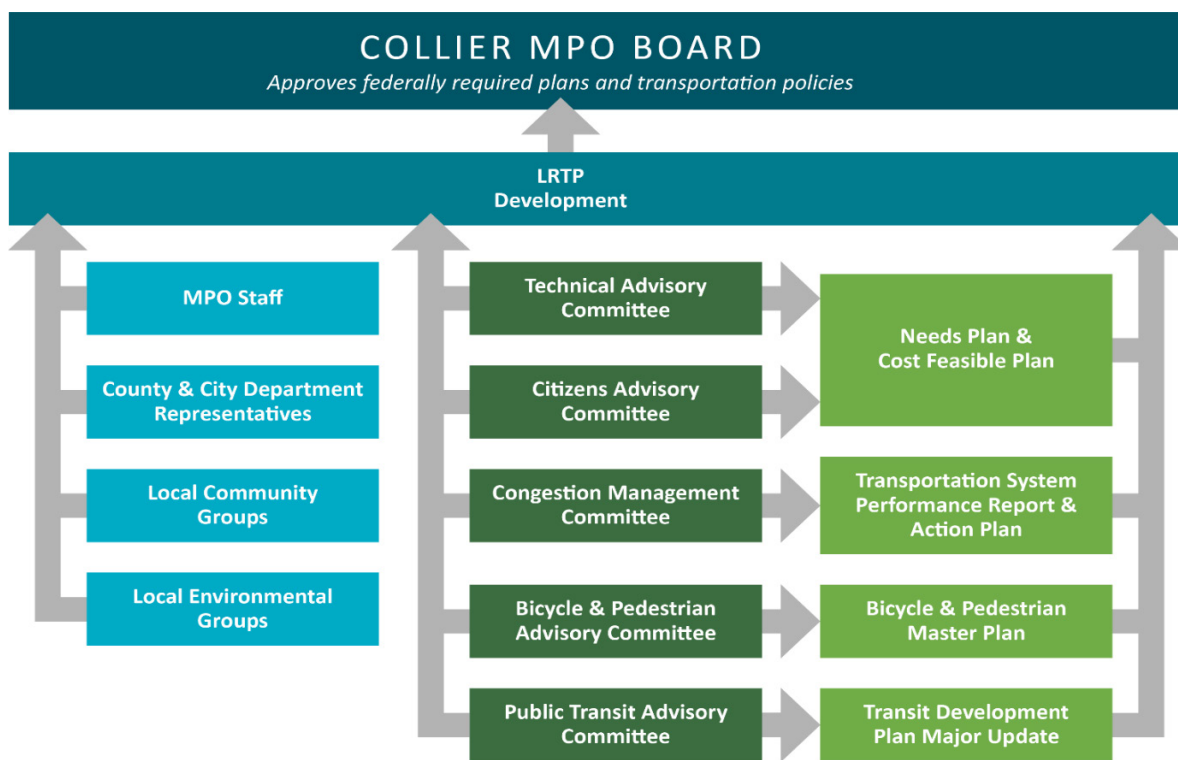 COLLIER MPO BOARD
Approves federally required plans and transportation policies
LRTP
Development
MPO Staff
County & City Department
Representatives
Local Community
Groups
Local Environmental
Groups
Technical Advisory
Committee
Citizens Advisory
Committee
Congestion Management
Committee
Bicycle & Pedestrian
Advisory Committee
Public Transit Advisory
Committee
Needs Plan &
Cost Feasible Plan
Transportation System
Performance Report &
Action Plan
Bicycle & Pedestrian
Master Plan
Transit Development
Plan Major Update